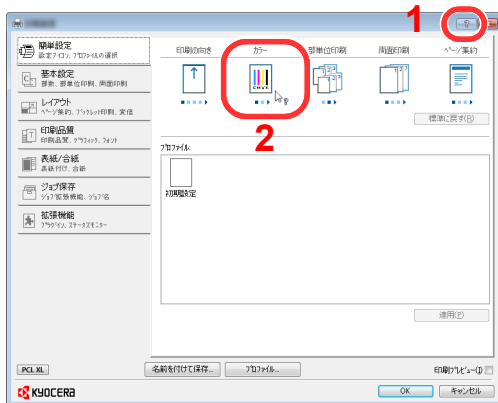 1
?
簡単設定
設定アイコン、プロファイルの選択
基本設定
部数、部単位印刷、両面印刷
レイアウト
ページ集約、ブックレット印刷、変倍
印刷品質
印刷品質、グラフィック、フォント
表紙/合紙
表紙付け、合紙
ジョブ保存
ジョブ拡張機能、ジョブ名
拡張機能
プラグイン、ステータスモニター
印刷の向き
カラー
部単位印刷
両面印刷
ページ集約
CMYK
2
標準に戻す(R)
プロファイル:
初期設定
適用(P)
PCL XL
名前を付けて保存...
プロファイル...
印刷プレビュー(I)
KYOCERA
OK
キャンセル